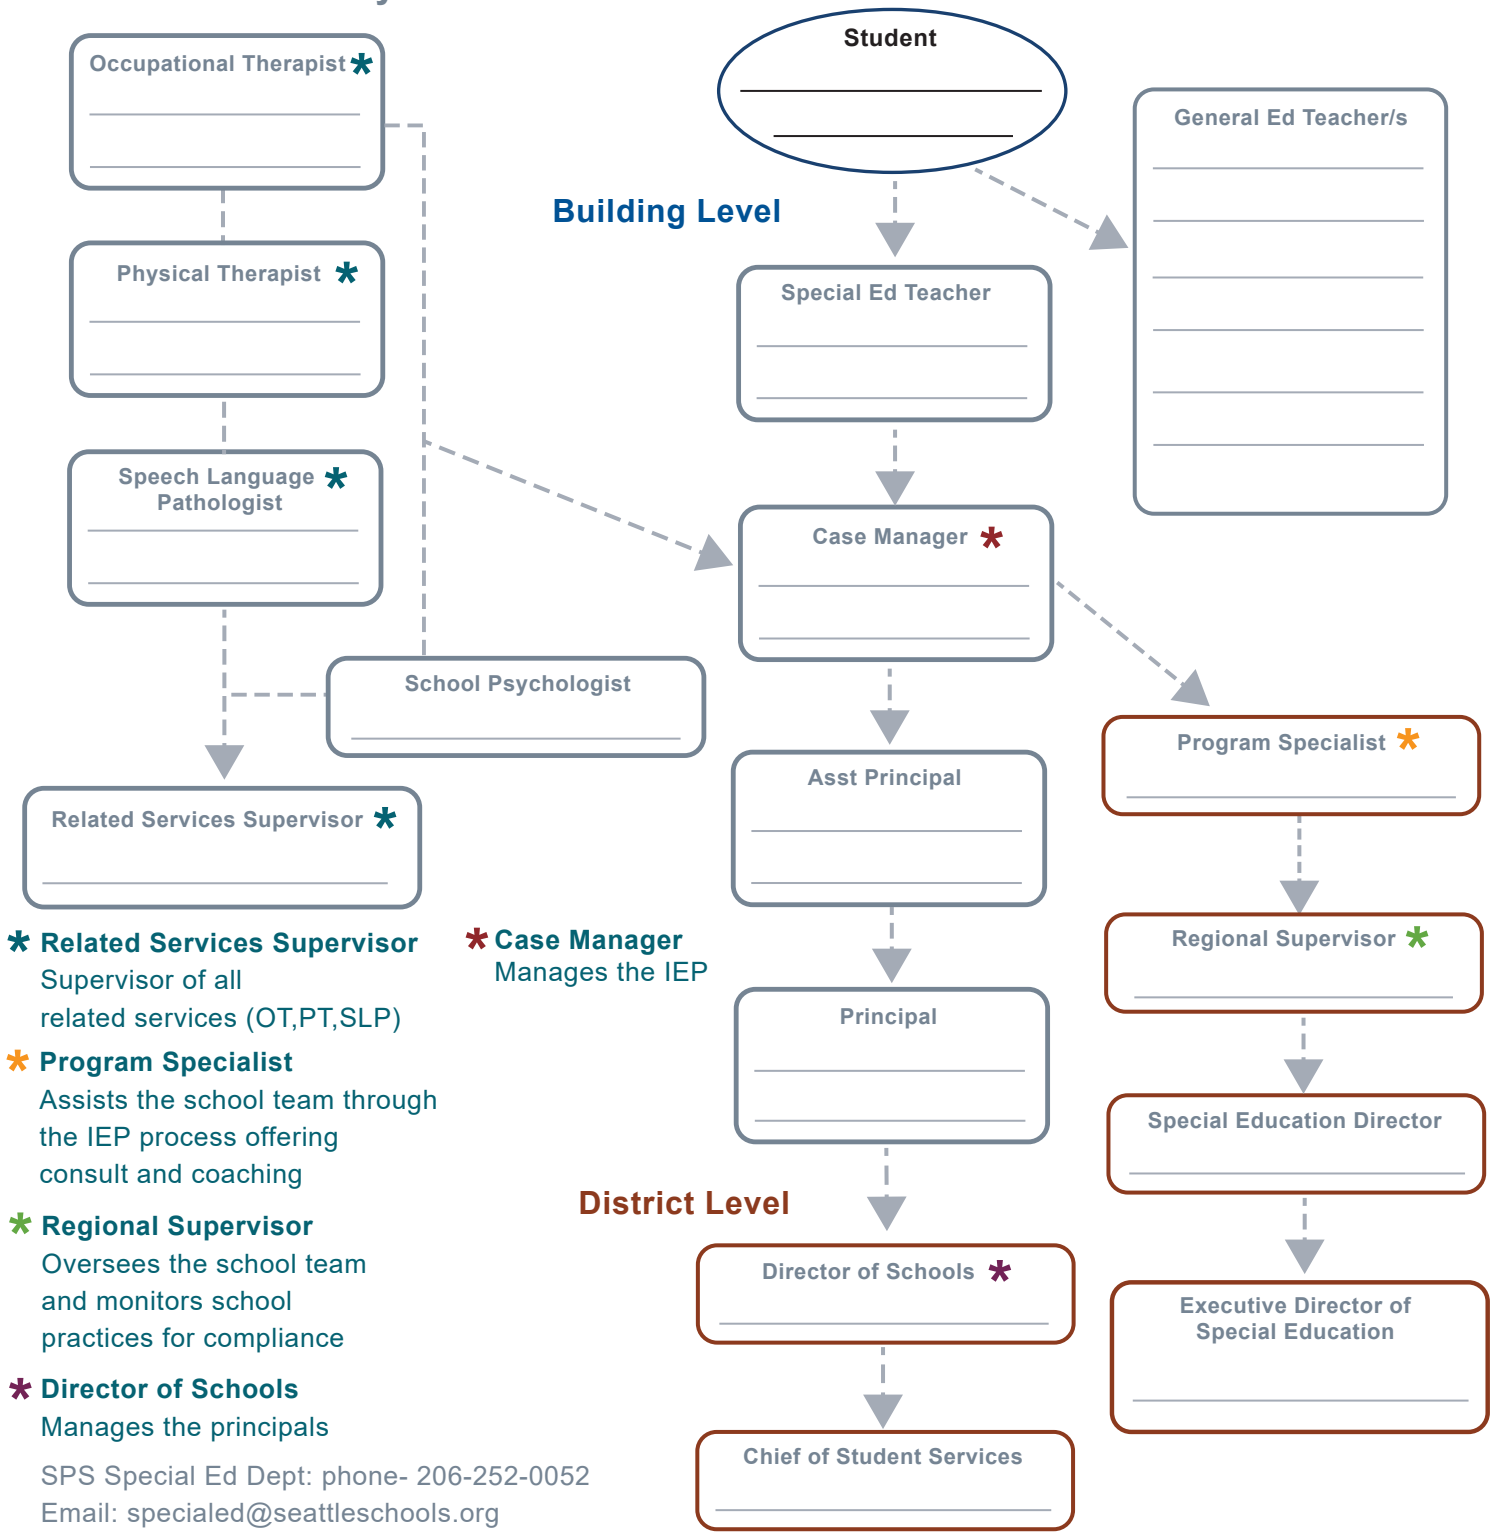 Occupational Therapist *
Student
General Ed Teacher/s
Building Level
Physical Therapist *
Special Ed Teacher
Speech Language *
Pathologist
Case Manager *
School Psychologist
Program Specialist *
Asst Principal
Related Services Supervisor *
Regional Supervisor *
Principal
Special Education Director
District Level
Director of Schools *
Executive Director of
Special Education
Chief of Student Services
* Related Services Supervisor
Supervisor of all
related services (OT,PT,SLP)
* Case Manager
Manages the IEP
* Program Specialist
Assists the school team through
the IEP process offering
consult and coaching
* Regional Supervisor
Oversees the school team
and monitors school
practices for compliance
* Director of Schools
Manages the principals
SPS Special Ed Dept: phone- 206-252-0052
Email: specialed@seattleschools.org